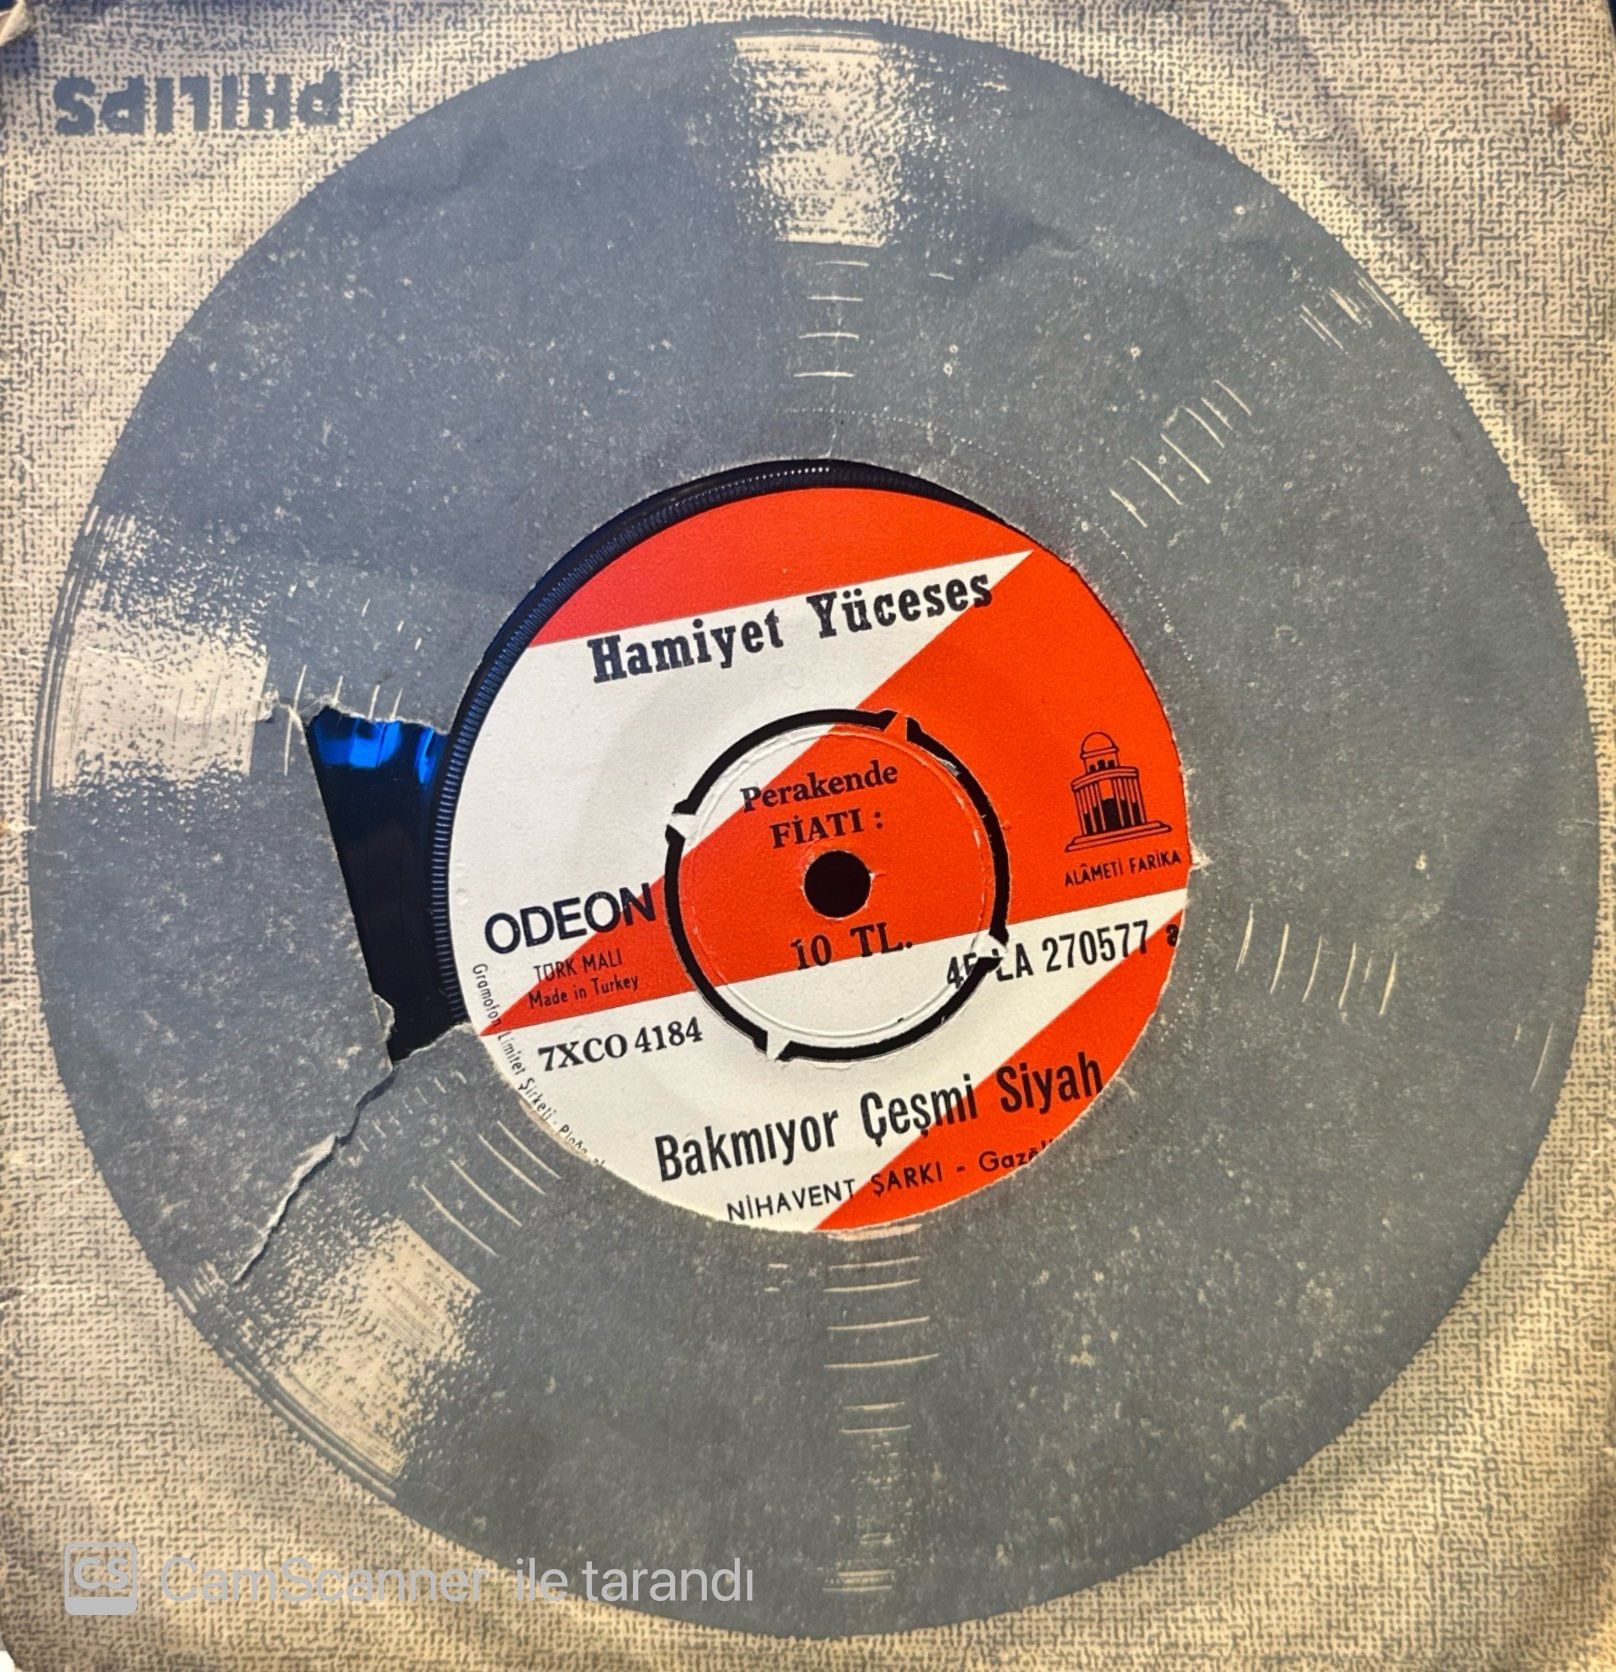 PHILIPS
Hamiyet Yüceses
Perakende
FİATI :
10 TL.
ALÂMETİ FARİKA
ODEON
TÜRK MALI
Made in Turkey
45 LA 270577 a
7XCO 4184
Gramofon Limitet Şirketi
Bakmıyor Çeşmi Siyah
NİHAVENT ŞARKI -
CS CamScanner ile tarandı